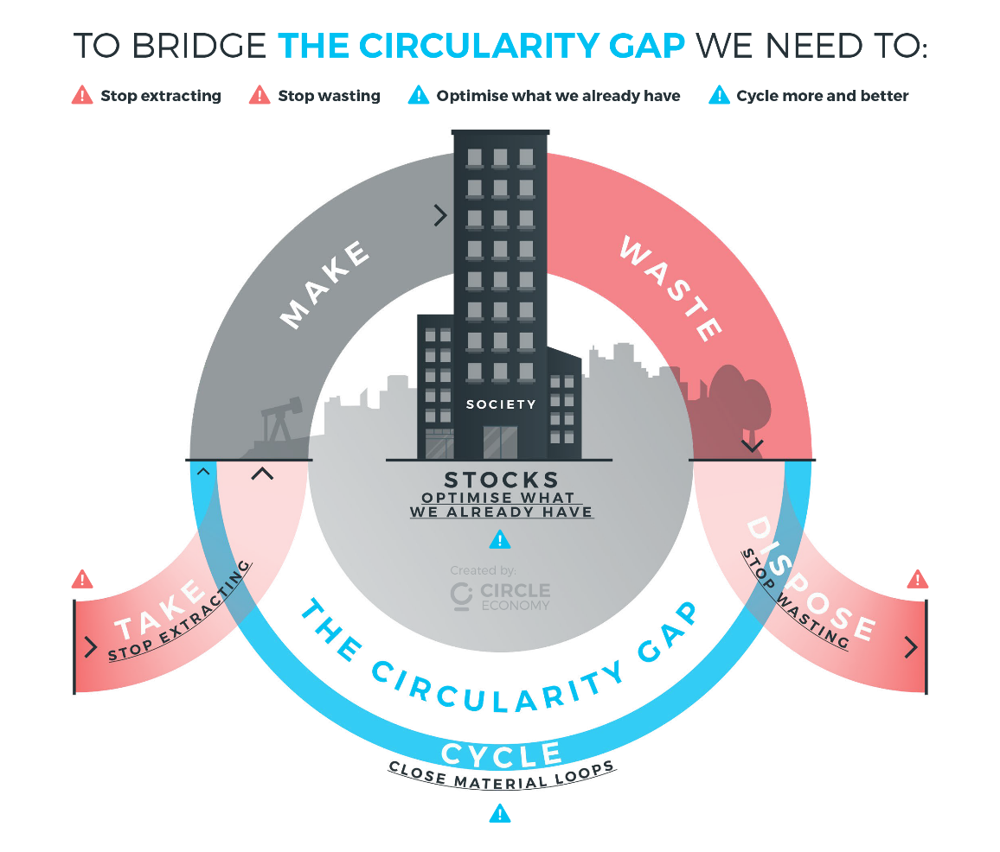 TO BRIDGE THE CIRCULARITY GAP WE NEED TO:
Stop extracting
Stop wasting
Optimise what we already have
Cycle more and better
MAKE
WASTE
SOCIETY
STOCKS
OPTIMISE WHAT
WE ALREADY HAVE
TAKE
STOP EXTRACTING
DISPOSE
STOP WASTING
Created by:
CIRCLE
ECONOMY
THE CIRCULARITY GAP
CYCLE
CLOSE MATERIAL LOOPS